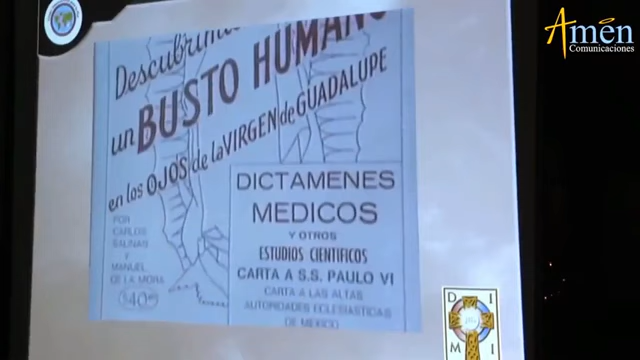 Amén
Comunicaciones
Descubrimie
un BUSTO HUMANO
en los OJOS de la VIRGEN de GUADALUPE
DICTAMENES
MEDICOS
Y OTROS
ESTUDIOS CIENTIFICOS
CARTA A S.S. PAULO VI
CARTA A LAS ALTAS
AUTORIDADES ECLESIASTICAS
DE MEXICO
POR
CARLOS
SALINAS
Y
MANUEL
DE LA MORA
$40
D I
M I